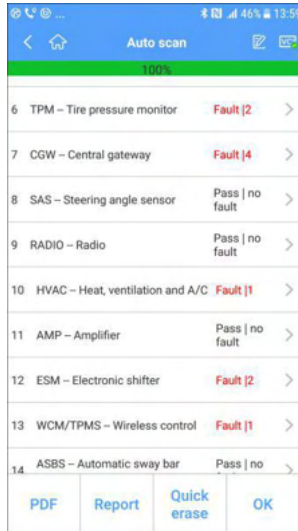 46% 13:59
Auto scan
100%
6 TPM – Tire pressure monitor Fault |2
7 CGW – Central gateway Fault |4
8 SAS – Steering angle sensor Pass | no
fault
9 RADIO – Radio Pass | no
fault
10 HVAC – Heat, ventilation and A/C Fault |1
11 AMP – Amplifier Pass | no
fault
12 ESM – Electronic shifter Fault |2
13 WCM/TPMS – Wireless control Fault |1
14 ASBS – Automatic sway bar Pass | no
PDF Report Quick
erase OK